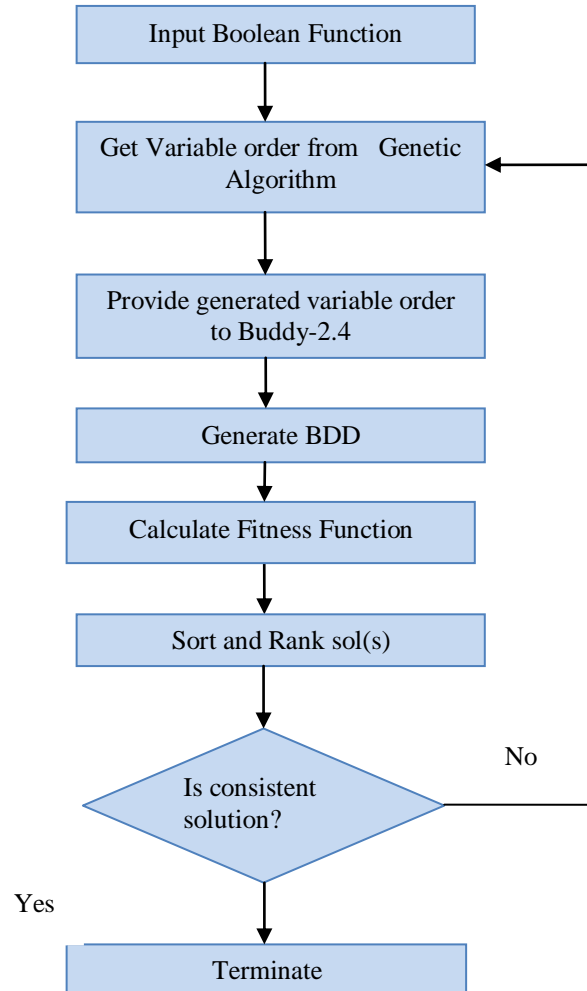 Input Boolean Function
Get Variable order from Genetic
Algorithm
Provide generated variable order
to Buddy-2.4
Generate BDD
Calculate Fitness Function
Sort and Rank sol(s)
Is consistent
solution?
No
Yes
Terminate